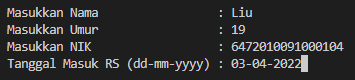 Masukkan Nama : Liu
Masukkan Umur : 19
Masukkan NIK : 6472010091000104
Tanggal Masuk RS (dd-mm-yyyy) : 03-04-2022